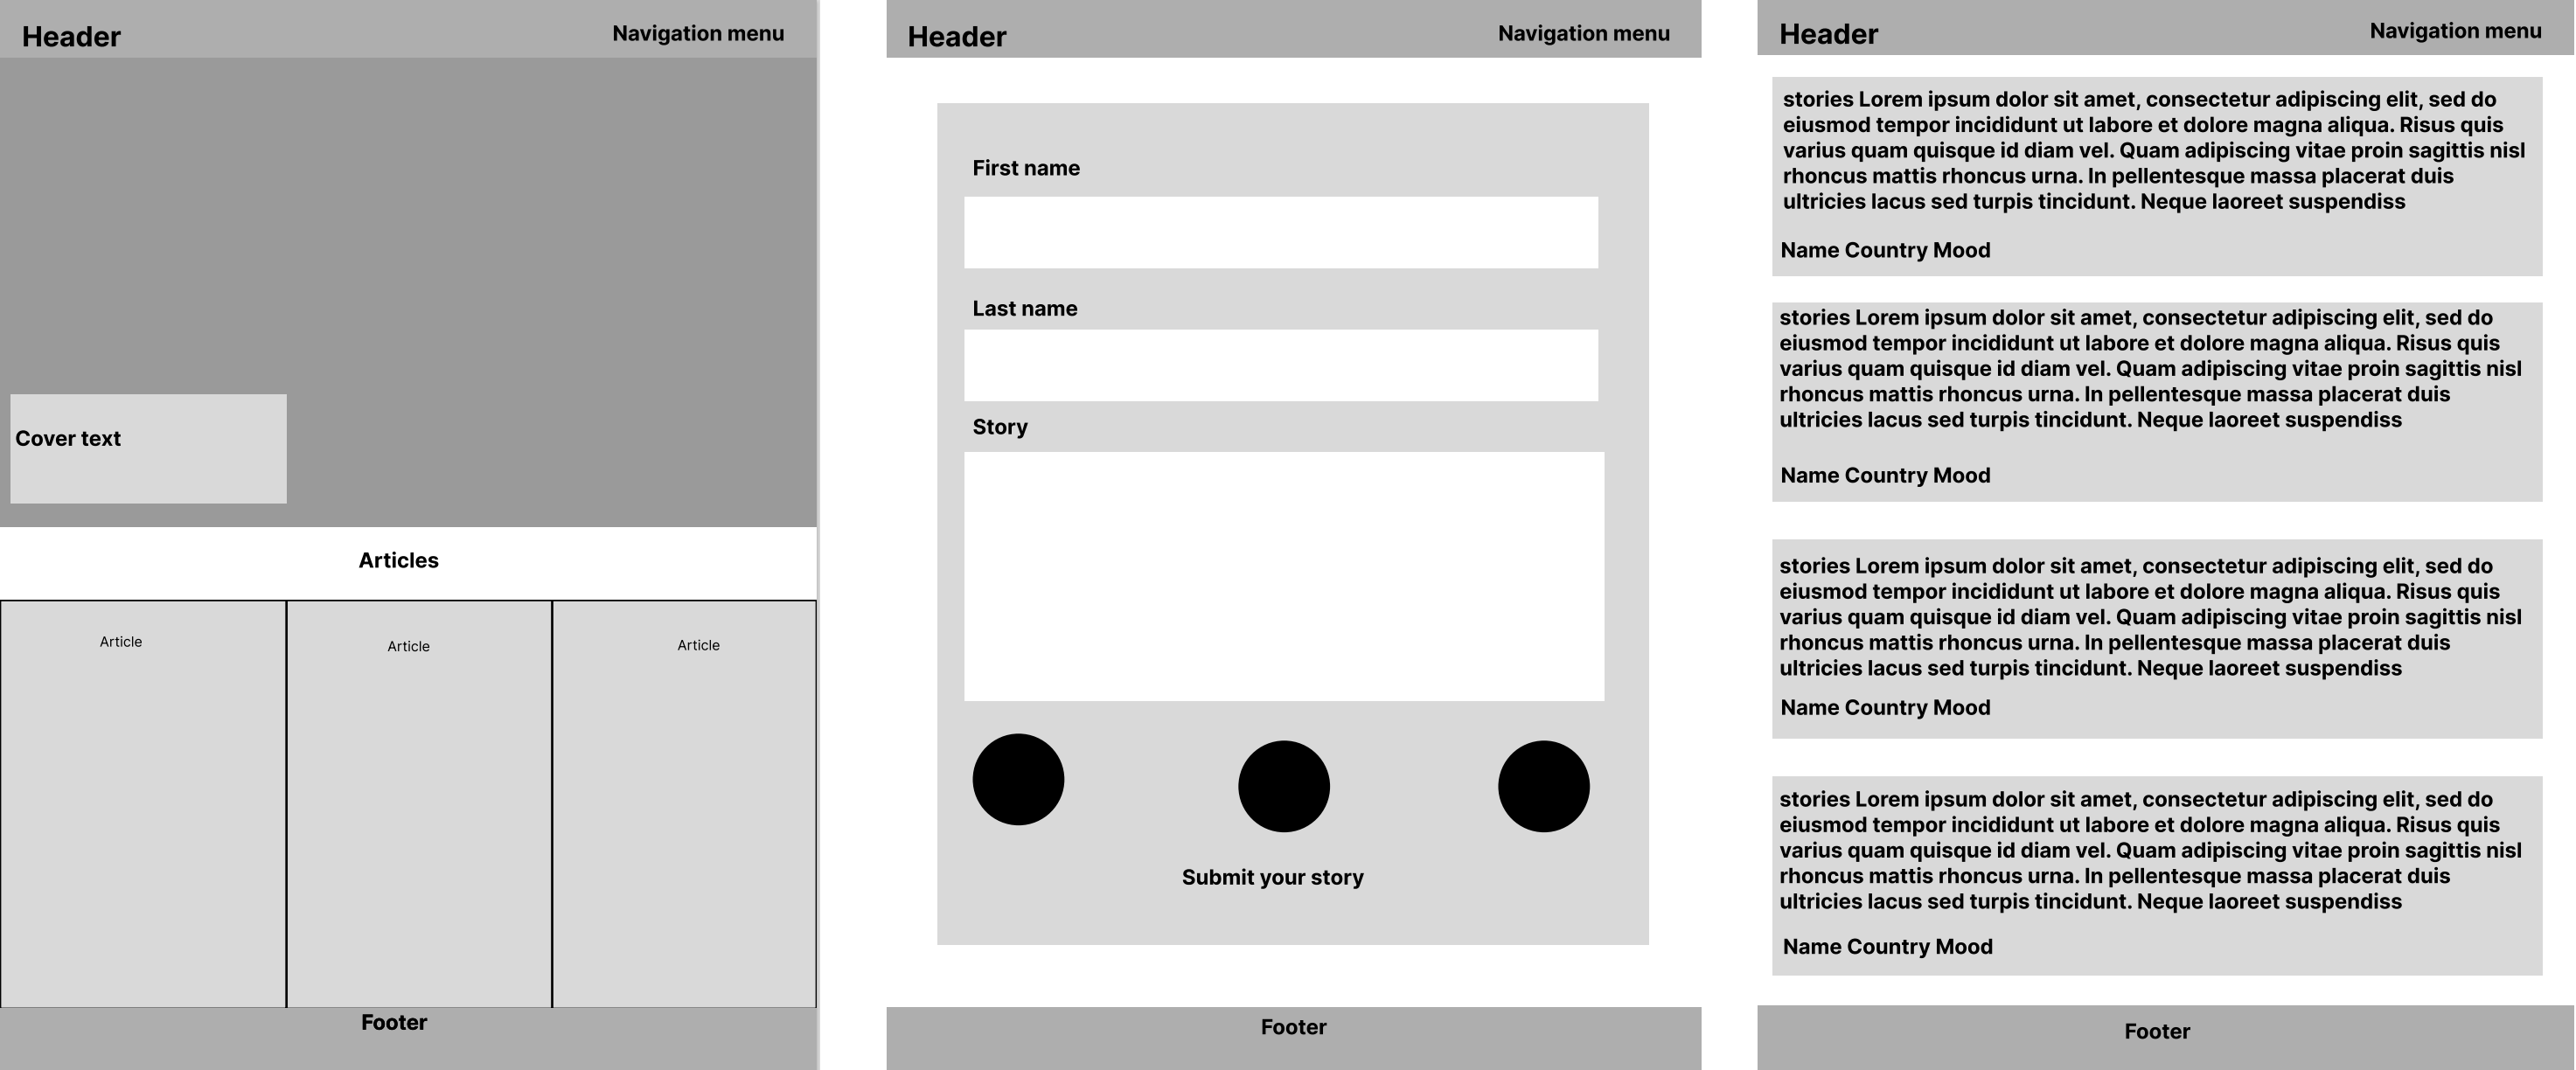 Header
Navigation menu
Cover text
Articles
Article
Article
Article
Footer
Header
Navigation menu
First name
Last name
Story
Submit your story
Footer
Header
Navigation menu
stories Lorem ipsum dolor sit amet, consectetur adipiscing elit, sed do
eiusmod tempor incididunt ut labore et dolore magna aliqua. Risus quis
varius quam quisque id diam vel. Quam adipiscing vitae proin sagittis nisl
rhoncus mattis rhoncus urna. In pellentesque massa placerat duis
ultricies lacus sed turpis tincidunt. Neque laoreet suspendiss
Name Country Mood
stories Lorem ipsum dolor sit amet, consectetur adipiscing elit, sed do
eiusmod tempor incididunt ut labore et dolore magna aliqua. Risus quis
varius quam quisque id diam vel. Quam adipiscing vitae proin sagittis nisl
rhoncus mattis rhoncus urna. In pellentesque massa placerat duis
ultricies lacus sed turpis tincidunt. Neque laoreet suspendiss
Name Country Mood
stories Lorem ipsum dolor sit amet, consectetur adipiscing elit, sed do
eiusmod tempor incididunt ut labore et dolore magna aliqua. Risus quis
varius quam quisque id diam vel. Quam adipiscing vitae proin sagittis nisl
rhoncus mattis rhoncus urna. In pellentesque massa placerat duis
ultricies lacus sed turpis tincidunt. Neque laoreet suspendiss
Name Country Mood
stories Lorem ipsum dolor sit amet, consectetur adipiscing elit, sed do
eiusmod tempor incididunt ut labore et dolore magna aliqua. Risus quis
varius quam quisque id diam vel. Quam adipiscing vitae proin sagittis nisl
rhoncus mattis rhoncus urna. In pellentesque massa placerat duis
ultricies lacus sed turpis tincidunt. Neque laoreet suspendiss
Name Country Mood
Footer